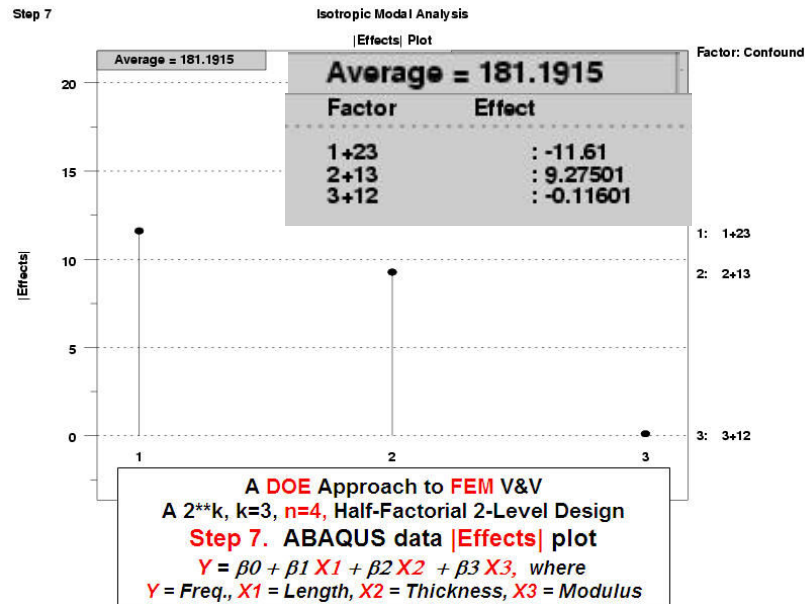 Step 7
Isotropic Modal Analysis
|Effects| Plot
Factor: Confound
Average = 181.1915
Average = 181.1915
Factor Effect
1+23 : -11.61
2+13 : 9.27501
3+12 : -0.11601
20
15
10
5
0
|Effects|
1: 1+23
2: 2+13
3: 3+12
1 2 3
A DOE Approach to FEM V&V
A 2**k, k=3, n=4, Half-Factorial 2-Level Design
Step 7. ABAQUS data |Effects| plot
Y = β0 + β1 X1 + β2 X2 + β3 X3, where
Y = Freq., X1 = Length, X2 = Thickness, X3 = Modulus